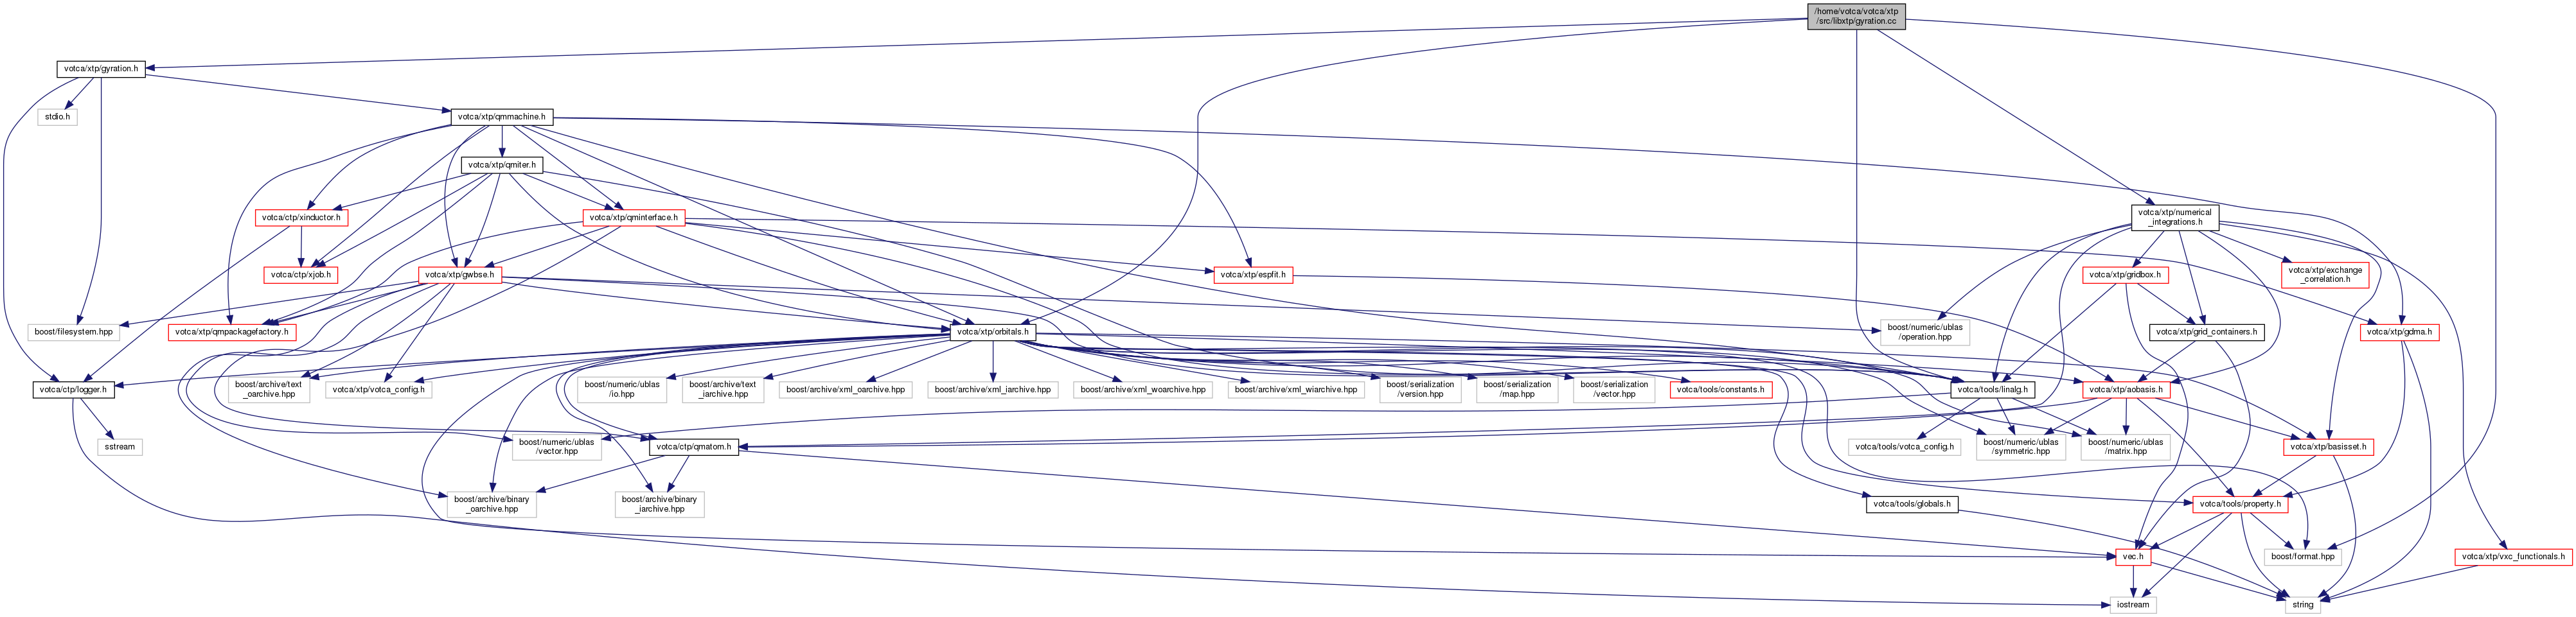 /home/votca/votca/xtp
/src/libxtp/gyration.cc
votca/xtp/gyration.h
stdio.h
votca/xtp/qmmachine.h
votca/xtp/qmiter.h
votca/ctp/xinductor.h
votca/xtp/qminterface.h
votca/xtp/numerical
_integrations.h
votca/ctp/xjob.h
votca/xtp/gwbse.h
votca/xtp/espfit.h
votca/xtp/gridbox.h
votca/xtp/exchange
_correlation.h
boost/filesystem.hpp
votca/xtp/qmpackagefactory.h
votca/xtp/orbitals.h
boost/numeric/ublas
/operation.hpp
votca/xtp/grid_containers.h
votca/xtp/gdma.h
votca/ctp/logger.h
boost/archive/text
_oarchive.hpp
votca/xtp/votca_config.h
boost/numeric/ublas
/io.hpp
boost/archive/text
_iarchive.hpp
boost/archive/xml_oarchive.hpp
boost/archive/xml_iarchive.hpp
boost/archive/xml_woarchive.hpp
boost/archive/xml_wiarchive.hpp
boost/serialization
/version.hpp
boost/serialization
/map.hpp
boost/serialization
/vector.hpp
votca/tools/constants.h
votca/tools/linalg.h
votca/xtp/aobasis.h
sstream
boost/numeric/ublas
/vector.hpp
votca/ctp/qmatom.h
votca/tools/votca_config.h
boost/numeric/ublas
/symmetric.hpp
boost/numeric/ublas
/matrix.hpp
votca/xtp/basisset.h
boost/archive/binary
_oarchive.hpp
boost/archive/binary
_iarchive.hpp
votca/tools/globals.h
votca/tools/property.h
vec.h
boost/format.hpp
votca/xtp/vxc_functionals.h
iostream
string